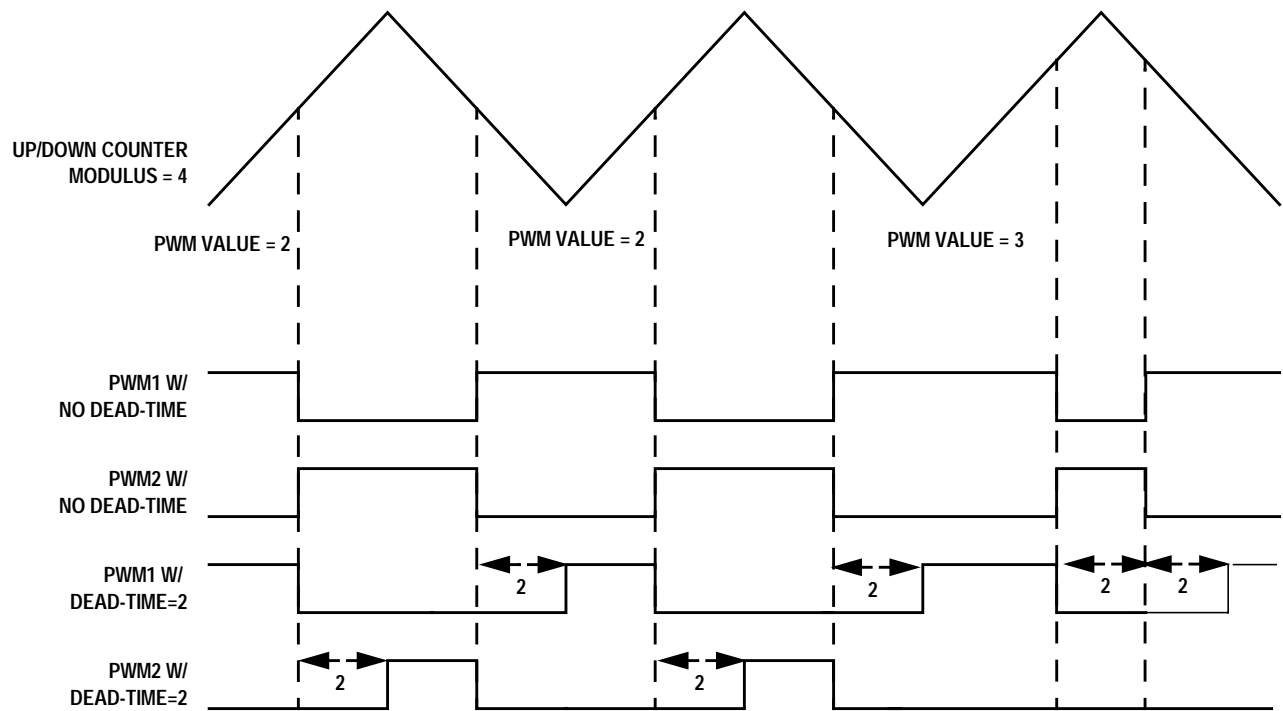 UP/DOWN COUNTER
MODULUS = 4
PWM VALUE = 2
PWM VALUE = 2
PWM VALUE = 3
PWM1 W/
NO DEAD-TIME
PWM2 W/
NO DEAD-TIME
PWM1 W/
DEAD-TIME=2
2
2
2
2
PWM2 W/
DEAD-TIME=2
2
2